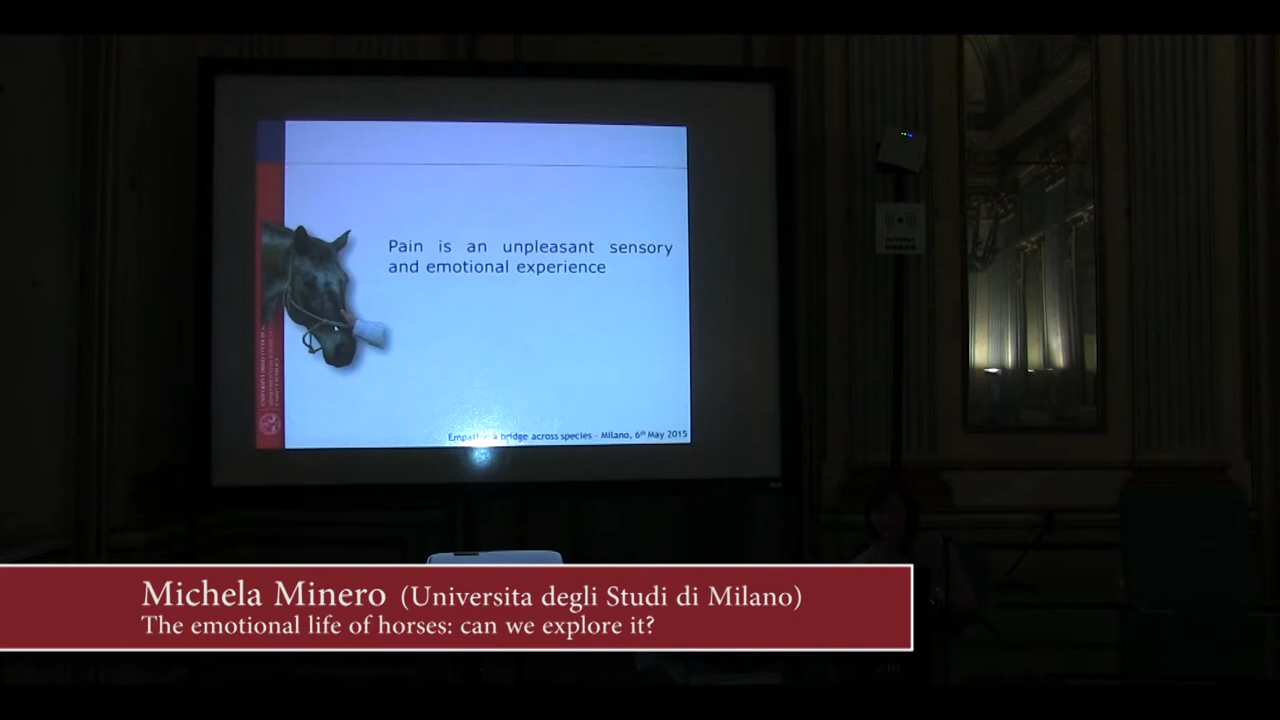 Pain is an unpleasant sensory
and emotional experience
Empathy: a bridge across species - Milano, 6th May 2015
Michela Minero (Universita degli Studi di Milano)
The emotional life of horses: can we explore it?